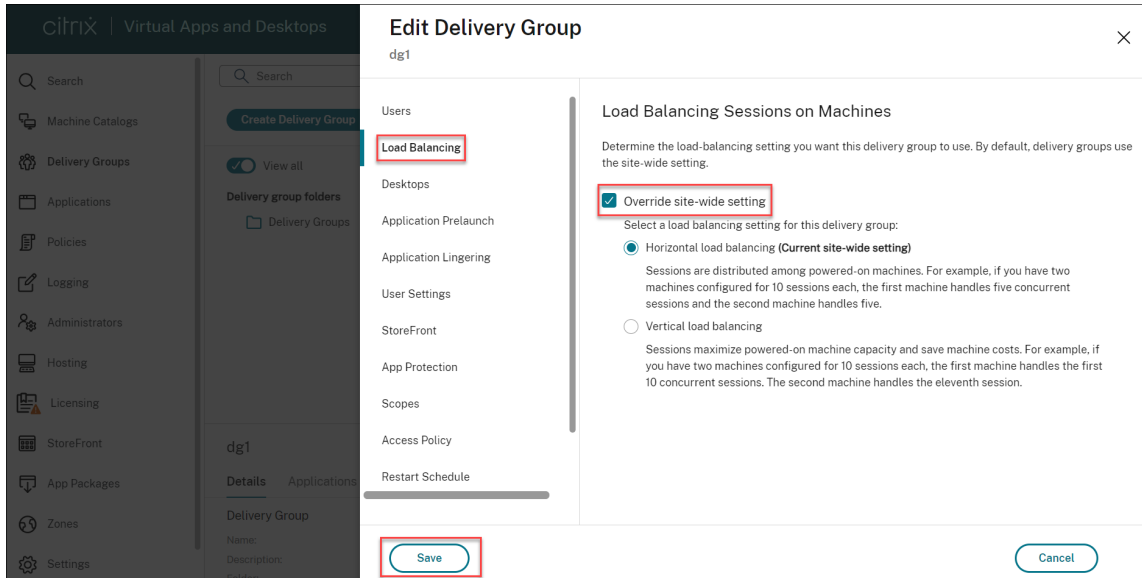 citrix | Virtual Apps and Desktops
Search
Machine Catalogs
Delivery Groups
Applications
Policies
Logging
Administrators
Hosting
Licensing
StoreFront
App Packages
Zones
Settings
Search
Create Delivery Group
View all
Delivery group folders
Delivery Groups
dg1
Details Applications
Delivery Group
Name:
Description:
Edit Delivery Group
dg1
Users
Load Balancing
Desktops
Application Prelaunch
Application Lingering
User Settings
StoreFront
App Protection
Scopes
Access Policy
Restart Schedule
Load Balancing Sessions on Machines
Determine the load-balancing setting you want this delivery group to use. By default, delivery groups use
the site-wide setting.
Override site-wide setting
Select a load balancing setting for this delivery group:
Horizontal load balancing (Current site-wide setting)
Sessions are distributed among powered-on machines. For example, if you have two
machines configured for 10 sessions each, the first machine handles five concurrent
sessions and the second machine handles five.
Vertical load balancing
Sessions maximize powered-on machine capacity and save machine costs. For example, if
you have two machines configured for 10 sessions each, the first machine handles the first
10 concurrent sessions. The second machine handles the eleventh session.
Save
Cancel